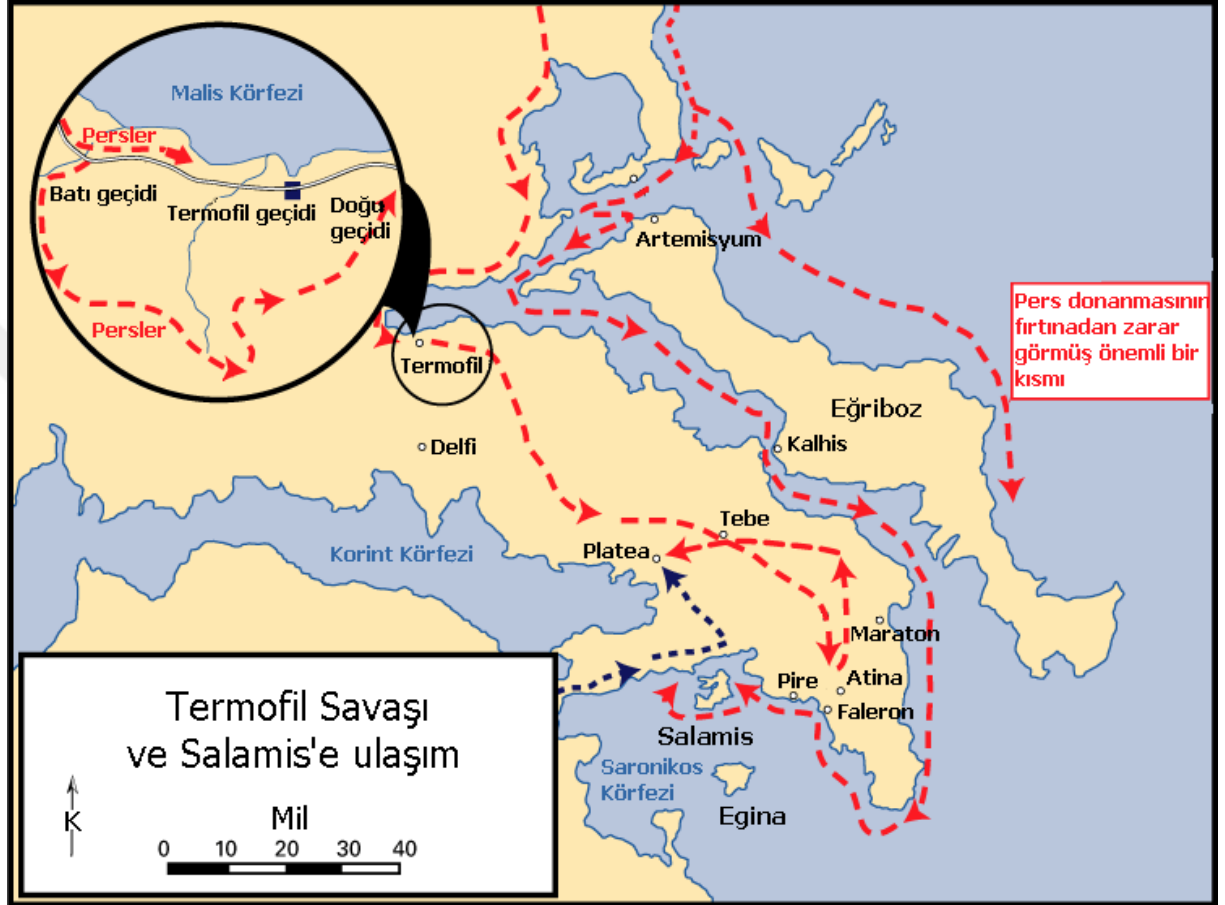 Malis Körfezi
Persler
Batı geçidi
Termofil geçidi
Doğu
geçidi
Persler
Artemisyum
Pers donanmasının
fırtınadan zarar
görmüş önemli bir
kısmı
Termofil
Eğriboz
Delfi
Kalhis
Tebe
Korint Körfezi
Platea
Maraton
Pire
Atina
Faleron
Salamis
Saronikos
Körfezi
Egina
Termofil Savaşı
ve Salamis'e ulaşım
K
Mil
0 10 20 30 40